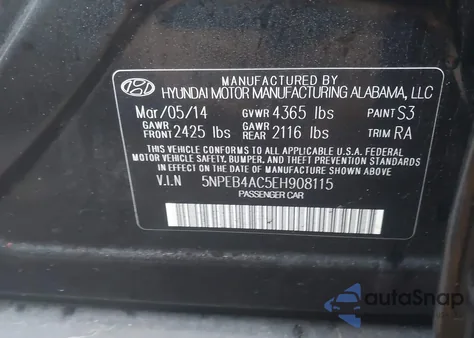 MANUFACTURED BY
HYUNDAI MOTOR MANUFACTURING ALABAMA, LLC
Mar/05/14 GVWR 4365 lbs PAINT S3
GAWR FRONT 2425 lbs GAWR REAR 2116 lbs TRIM RA
THIS VEHICLE CONFORMS TO ALL APPLICABLE U.S.A FEDERAL
MOTOR VEHICLE SAFETY, BUMPER, AND THEFT PREVENTION STANDARDS
IN EFFECT ON THE DATE OF MANUFACTURE SHOWN ABOVE.
V.I.N 5NPEB4AC5EH908115
PASSENGER CAR
autoSnap